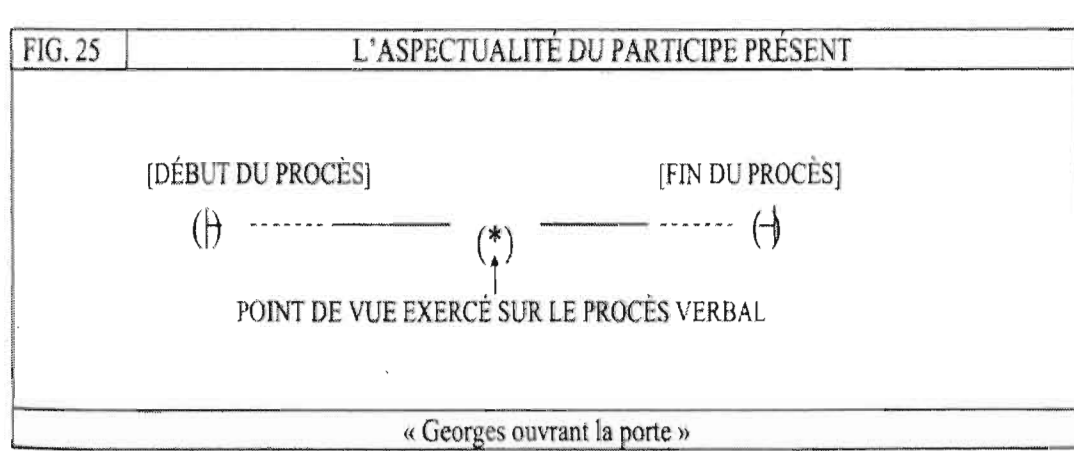 FIG. 25 L'ASPECTUALITÉ DU PARTICIPE PRÉSENT
[DÉBUT DU PROCÈS] [FIN DU PROCÈS]
(|-) ------ ——— (*) ——— ------ (-|)
POINT DE VUE EXERCÉ SUR LE PROCÈS VERBAL
« Georges ouvrant la porte »